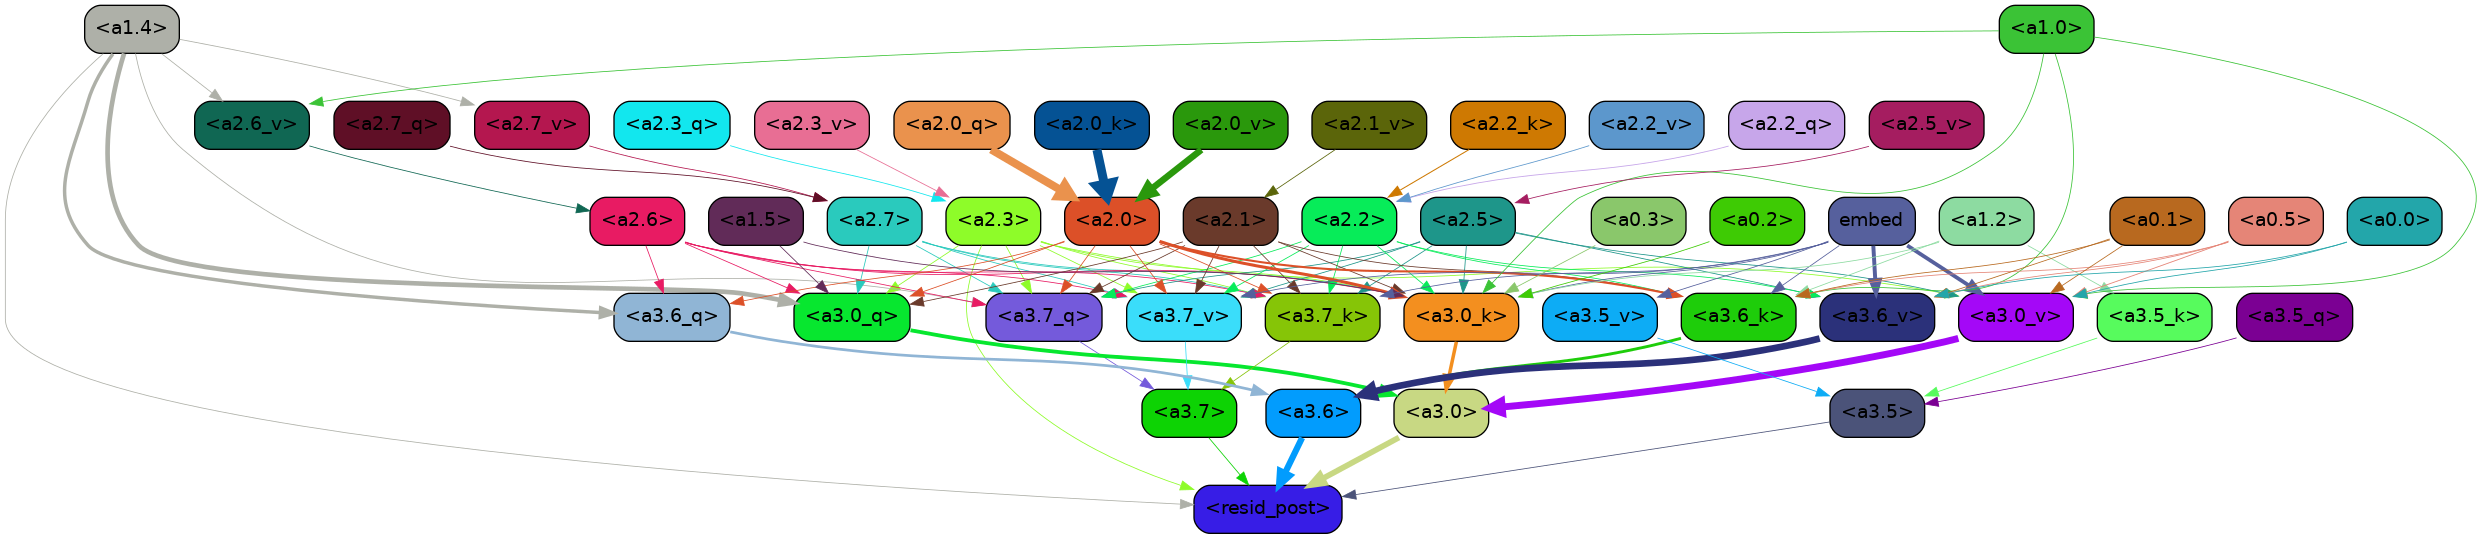 <a1.4> <a1.0>
<a2.6_v> <a2.7_q> <a2.7_v> <a2.3_q> <a2.3_v> <a2.0_q> <a2.0_k> <a2.0_v> <a2.1_v> <a2.2_k> <a2.2_v> <a2.2_q> <a2.5_v>
<a2.6> <a1.5> <a2.7> <a2.3> <a2.0> <a2.1> <a2.2> <a2.5> <a0.3> <a0.2> embed <a1.2> <a0.1> <a0.5> <a0.0>
<a3.6_q> <a3.0_q> <a3.7_q> <a3.7_v> <a3.7_k> <a3.0_k> <a3.5_v> <a3.6_k> <a3.6_v> <a3.0_v> <a3.5_k> <a3.5_q>
<a3.7> <a3.6> <a3.0> <a3.5>
<resid_post>